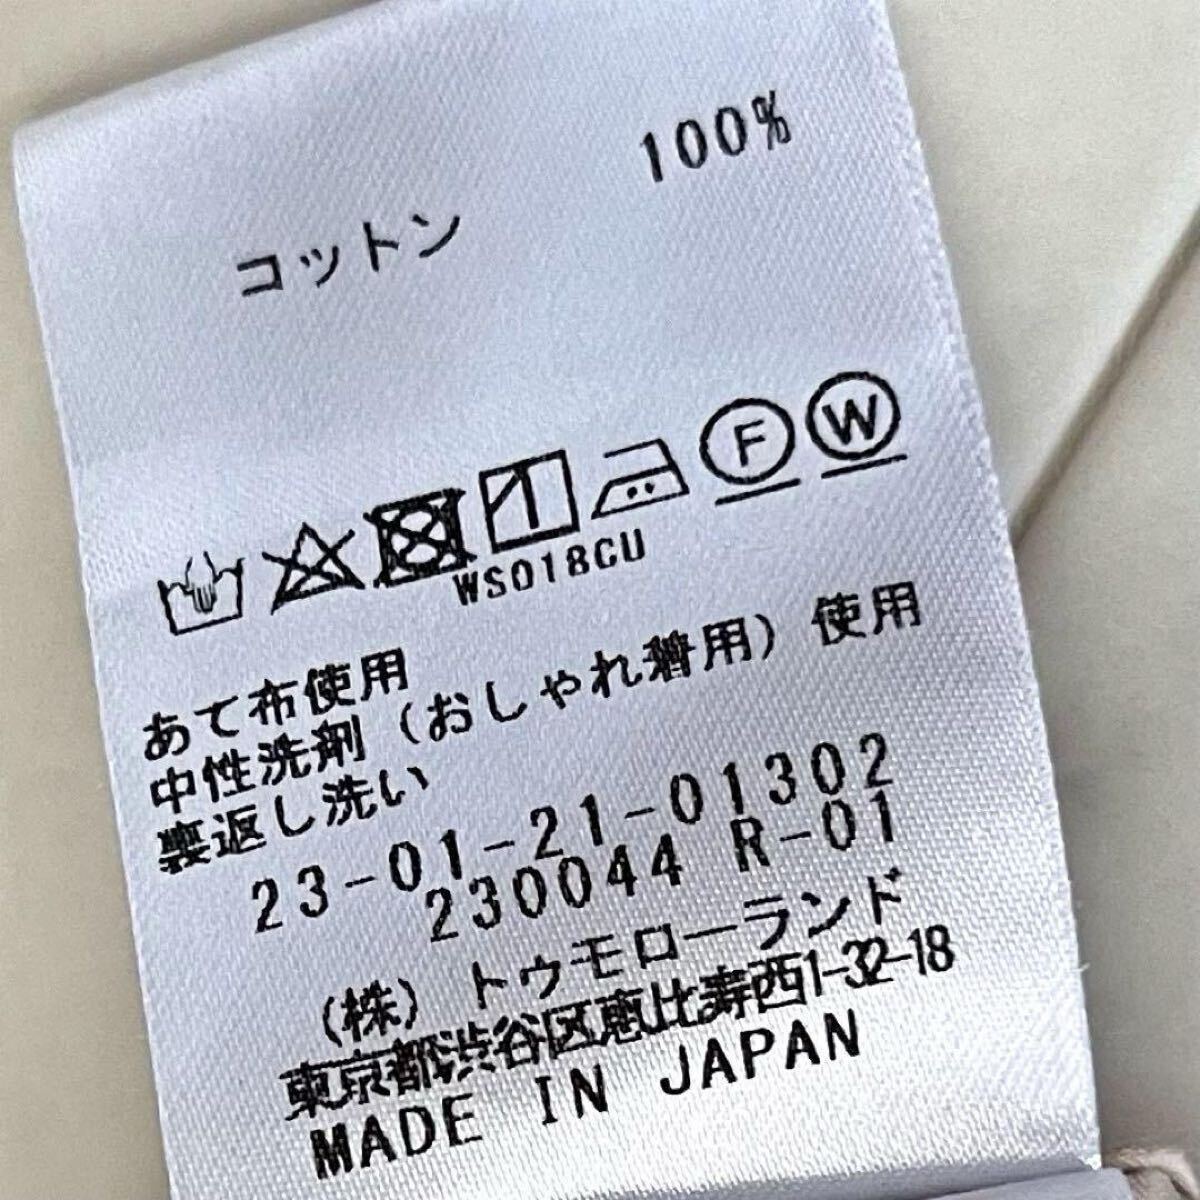 コットン 100%
F W
WS018CU
あて布使用
中性洗剤(おしゃれ着用)使用
裏返し洗い
23-01-21-01302
230044 R-01
(株)トゥモローランド
東京都渋谷区恵比寿西1-32-18
MADE IN JAPAN